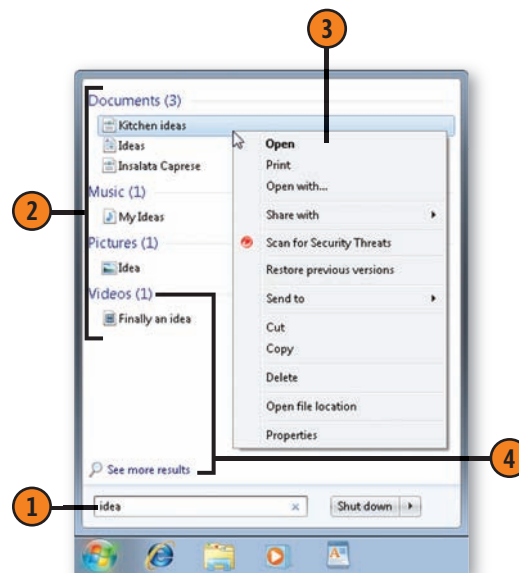 3
Documents (3)
Kitchen ideas
Ideas
Insalata Caprese
Music (1)
My Ideas
Pictures (1)
Idea
Videos (1)
Finally an idea
See more results
idea
Shut down
Open
Print
Open with...
Share with
Scan for Security Threats
Restore previous versions
Send to
Cut
Copy
Delete
Open file location
Properties
2
4
1
A